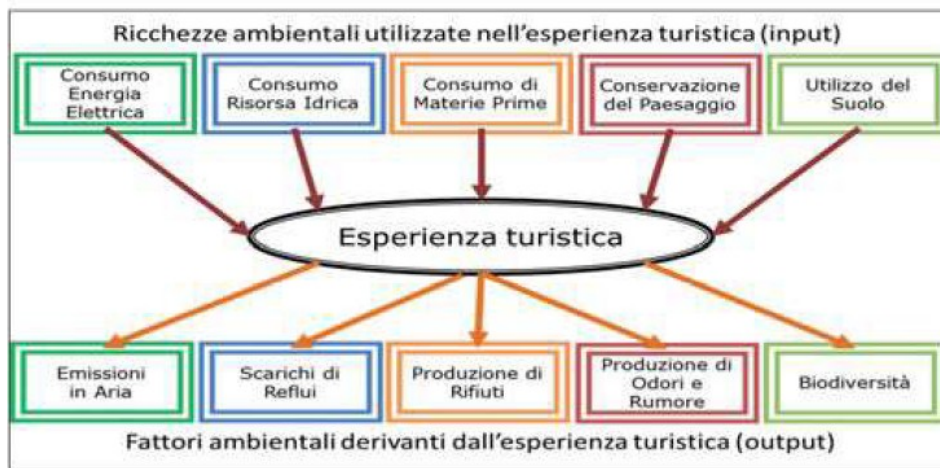 Ricchezze ambientali utilizzate nell'esperienza turistica (input)
Consumo
Energia
Elettrica
Consumo
Risorsa Idrica
Consumo di
Materie Prime
Conservazione
del Paesaggio
Utilizzo del
Suolo
Esperienza turistica
Emissioni
in Aria
Scarichi di
Reflui
Produzione di
Rifiuti
Produzione di
Odori e
Rumore
Biodiversità
Fattori ambientali derivanti dall'esperienza turistica (output)